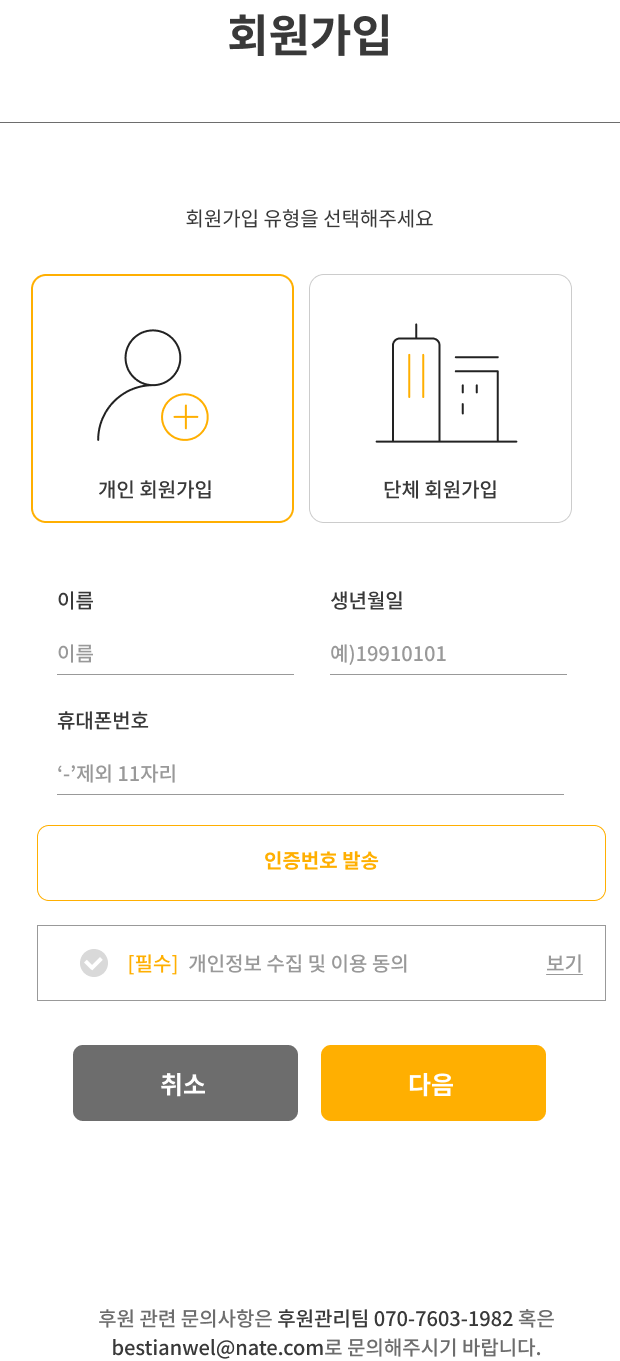 회원가입
회원가입 유형을 선택해주세요
개인 회원가입
단체 회원가입
이름
생년월일
이름
예)19910101
휴대폰번호
‘-’제외 11자리
인증번호 발송
[필수] 개인정보 수집 및 이용 동의 보기
취소
다음
후원 관련 문의사항은 후원관리팀 070-7603-1982 혹은
bestianwel@nate.com로 문의해주시기 바랍니다.